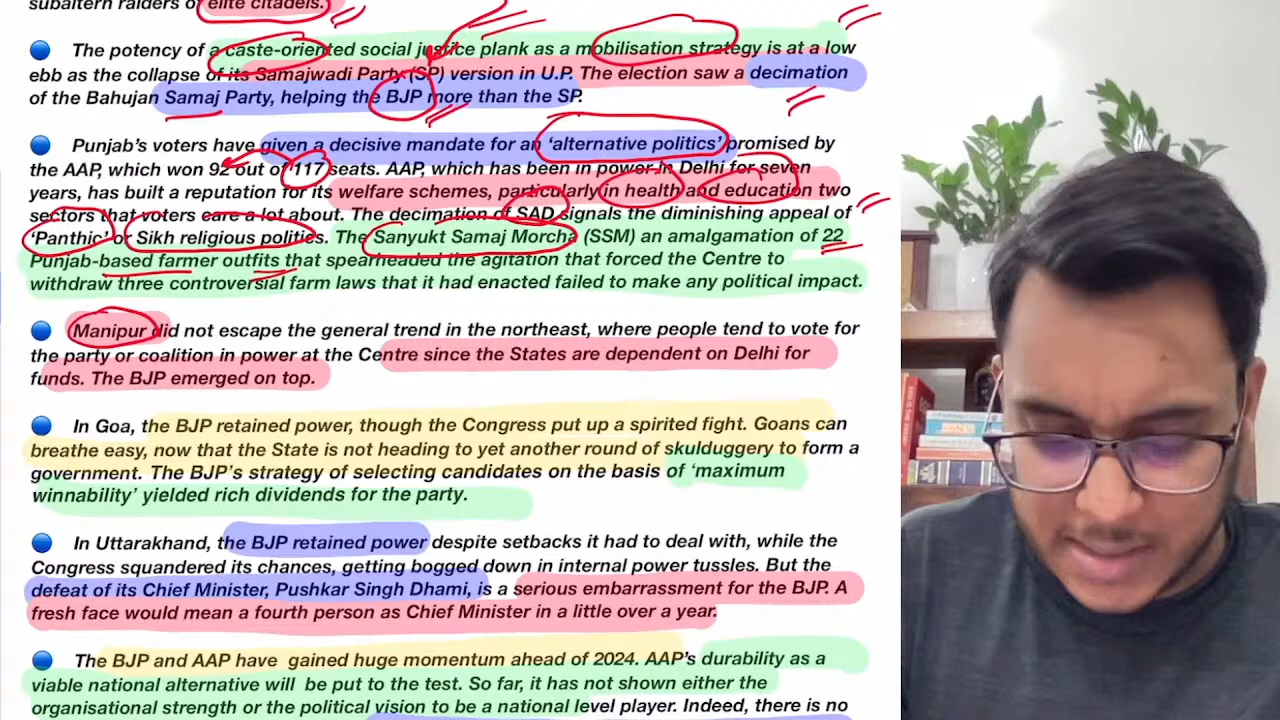 subaltern raiders of elite citadels.
The potency of a caste-oriented social justice plank as a mobilisation strategy is at a low
ebb as the collapse of its Samajwadi Party (SP) version in U.P. The election saw a decimation
of the Bahujan Samaj Party, helping the BJP more than the SP.
Punjab's voters have given a decisive mandate for an 'alternative politics' promised by
the AAP, which won 92 out of 117 seats. AAP, which has been in power in Delhi for seven
years, has built a reputation for its welfare schemes, particularly in health and education two
sectors that voters care a lot about. The decimation of SAD signals the diminishing appeal of
'Panthic' or Sikh religious politics. The Sanyukt Samaj Morcha (SSM) an amalgamation of 22
Punjab-based farmer outfits that spearheaded the agitation that forced the Centre to
withdraw three controversial farm laws that it had enacted failed to make any political impact.
Manipur did not escape the general trend in the northeast, where people tend to vote for
the party or coalition in power at the Centre since the States are dependent on Delhi for
funds. The BJP emerged on top.
In Goa, the BJP retained power, though the Congress put up a spirited fight. Goans can
breathe easy, now that the State is not heading to yet another round of skulduggery to form a
government. The BJP's strategy of selecting candidates on the basis of 'maximum
winnability' yielded rich dividends for the party.
In Uttarakhand, the BJP retained power despite setbacks it had to deal with, while the
Congress squandered its chances, getting bogged down in internal power tussles. But the
defeat of its Chief Minister, Pushkar Singh Dhami, is a serious embarrassment for the BJP. A
fresh face would mean a fourth person as Chief Minister in a little over a year.
The BJP and AAP have gained huge momentum ahead of 2024. AAP's durability as a
viable national alternative will be put to the test. So far, it has not shown either the
organisational strength or the political vision to be a national level player. Indeed, there is no